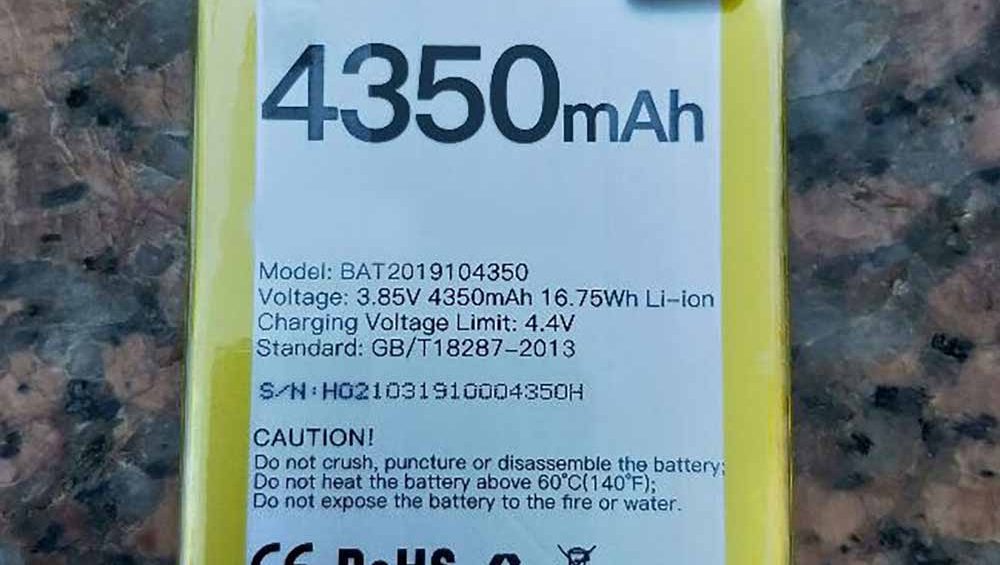 4350mAh
Model: BAT2019104350
Voltage: 3.85V 4350mAh 16.75Wh Li-ion
Charging Voltage Limit: 4.4V
Standard: GB/T18287-2013
S/N:H021031910004350H
CAUTION!
Do not crush, puncture or disassemble the battery;
Do not heat the battery above 60°C(140°F);
Do not expose the battery to the fire or water.
CE RoHS